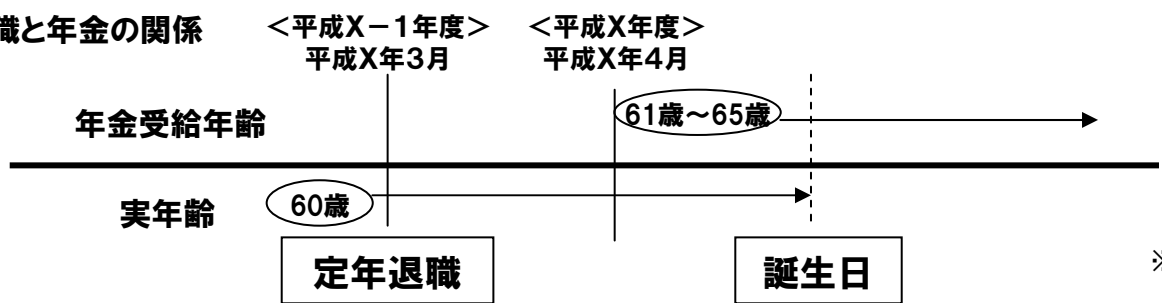 職と年金の関係
＜平成X－1年度＞ ＜平成X年度＞
平成X年3月 平成X年4月
年金受給年齢
61歳～65歳
実年齢
60歳
定年退職
誕生日
※